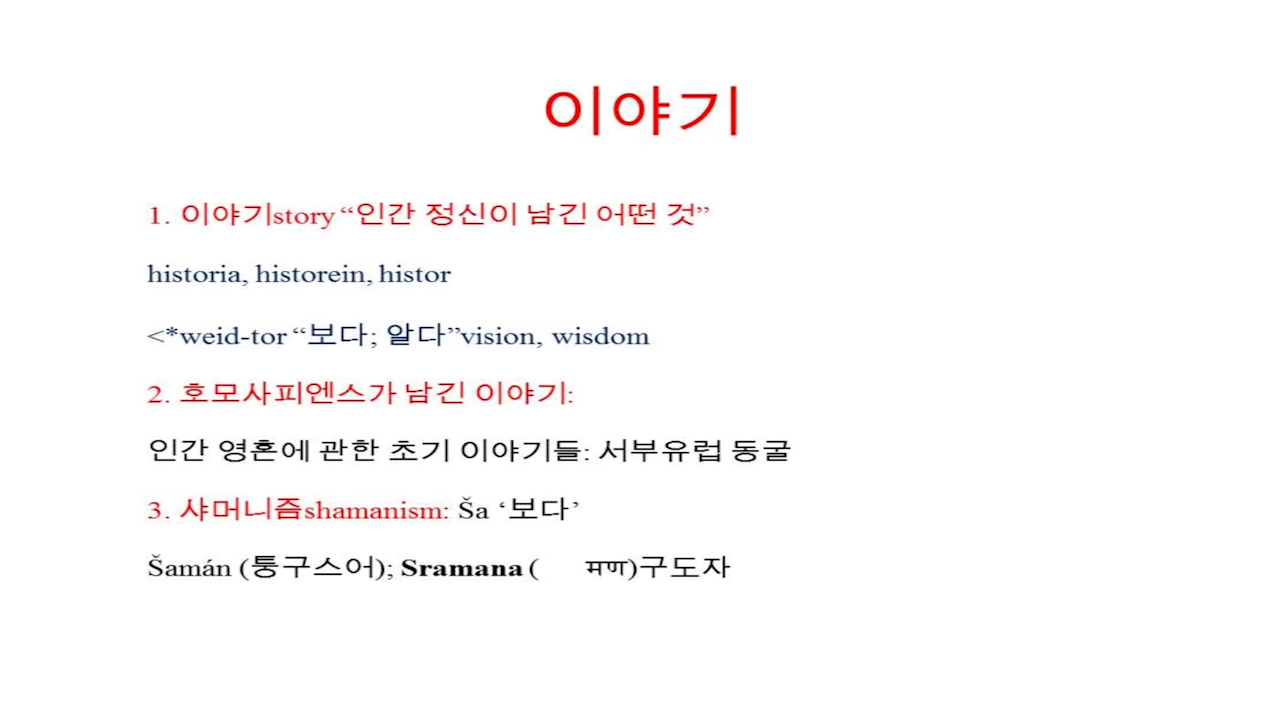 이야기
1. 이야기story “인간 정신이 남긴 어떤 것”
historia, historein, histor
<*weid-tor “보다; 알다”vision, wisdom
2. 호모사피엔스가 남긴 이야기:
인간 영혼에 관한 초기 이야기들: 서부유럽 동굴
3. 샤머니즘shamanism: Ša ‘보다’
Šamán (퉁구스어); Sramana ( मण)구도자